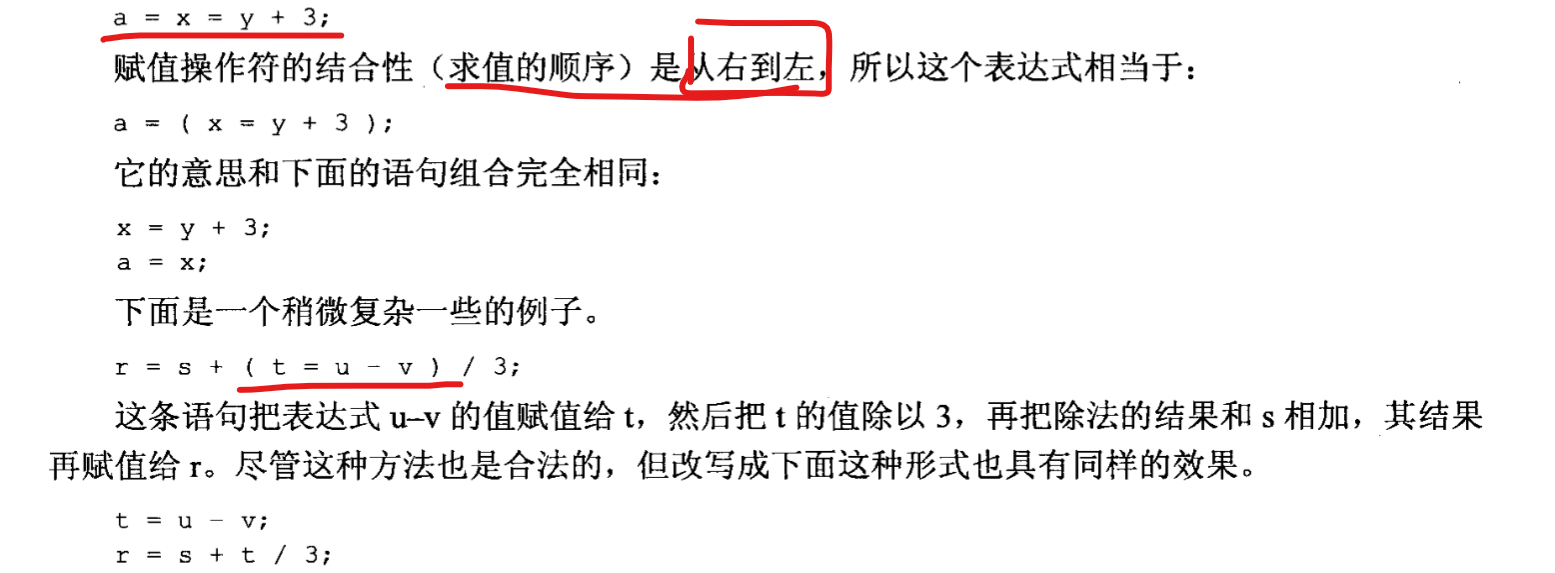 a = x = y + 3;
赋值操作符的结合性（求值的顺序）是从右到左，所以这个表达式相当于：
a = ( x = y + 3 );
它的意思和下面的语句组合完全相同：
x = y + 3;
a = x;
下面是一个稍微复杂一些的例子。
r = s + ( t = u - v ) / 3;
这条语句把表达式 u–v 的值赋值给 t，然后把 t 的值除以 3，再把除法的结果和 s 相加，其结果
再赋值给 r。尽管这种方法也是合法的，但改写成下面这种形式也具有同样的效果。
t = u - v;
r = s + t / 3;